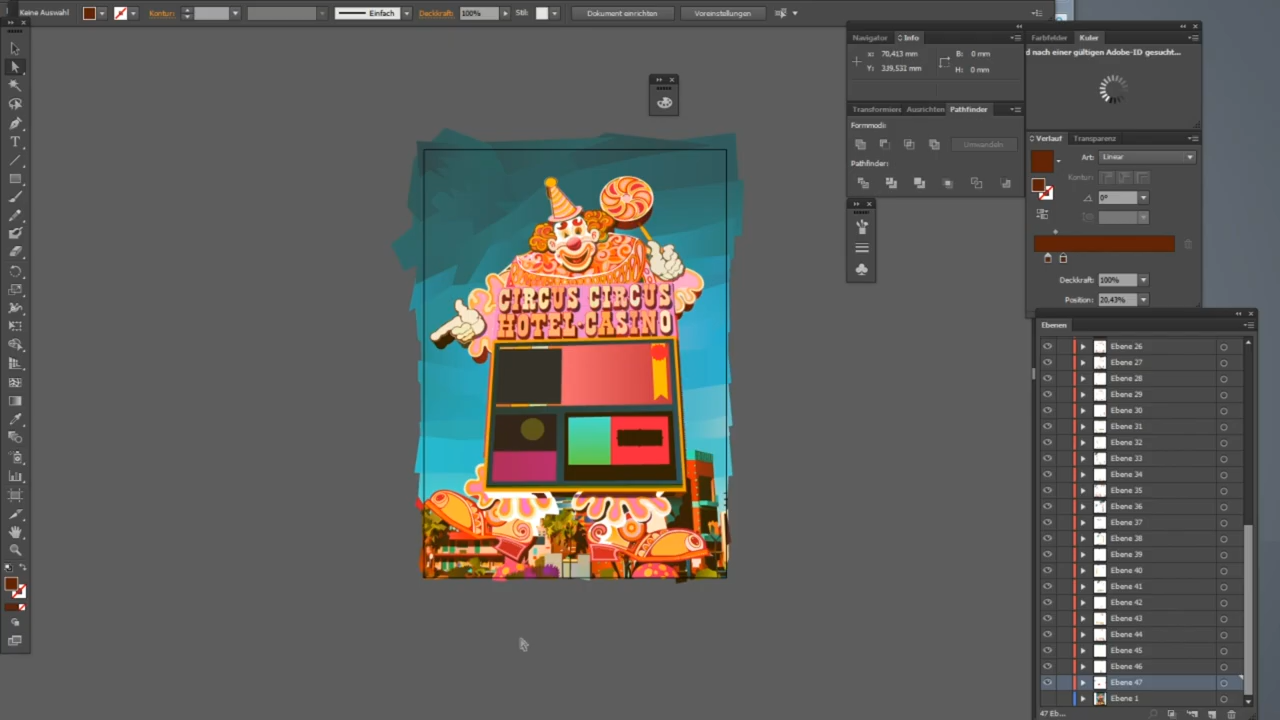 Keine Auswahl Kontur: Einfach Deckkraft: 100% Stil: Dokument einrichten Voreinstellungen
Navigator Info
X: 70,413 mm B: 0 mm
Y: 339,531 mm H: 0 mm
Transformieren Ausrichten Pathfinder
Formmodi:
Umwandeln
Pathfinder:
Farbfelder Kuler
d nach einer gültigen Adobe-ID gesucht...
Verlauf Transparenz
Art: Linear
Kontur:
0°
Deckkraft: 100%
Position: 20,43%
Ebenen
Ebene 26
Ebene 27
Ebene 28
Ebene 29
Ebene 30
Ebene 31
Ebene 32
Ebene 33
Ebene 34
Ebene 35
Ebene 36
Ebene 37
Ebene 38
Ebene 39
Ebene 40
Ebene 41
Ebene 42
Ebene 43
Ebene 44
Ebene 45
Ebene 46
Ebene 47
Ebene 1
47 Eb...
CIRCUS CIRCUS
HOTEL-CASINO